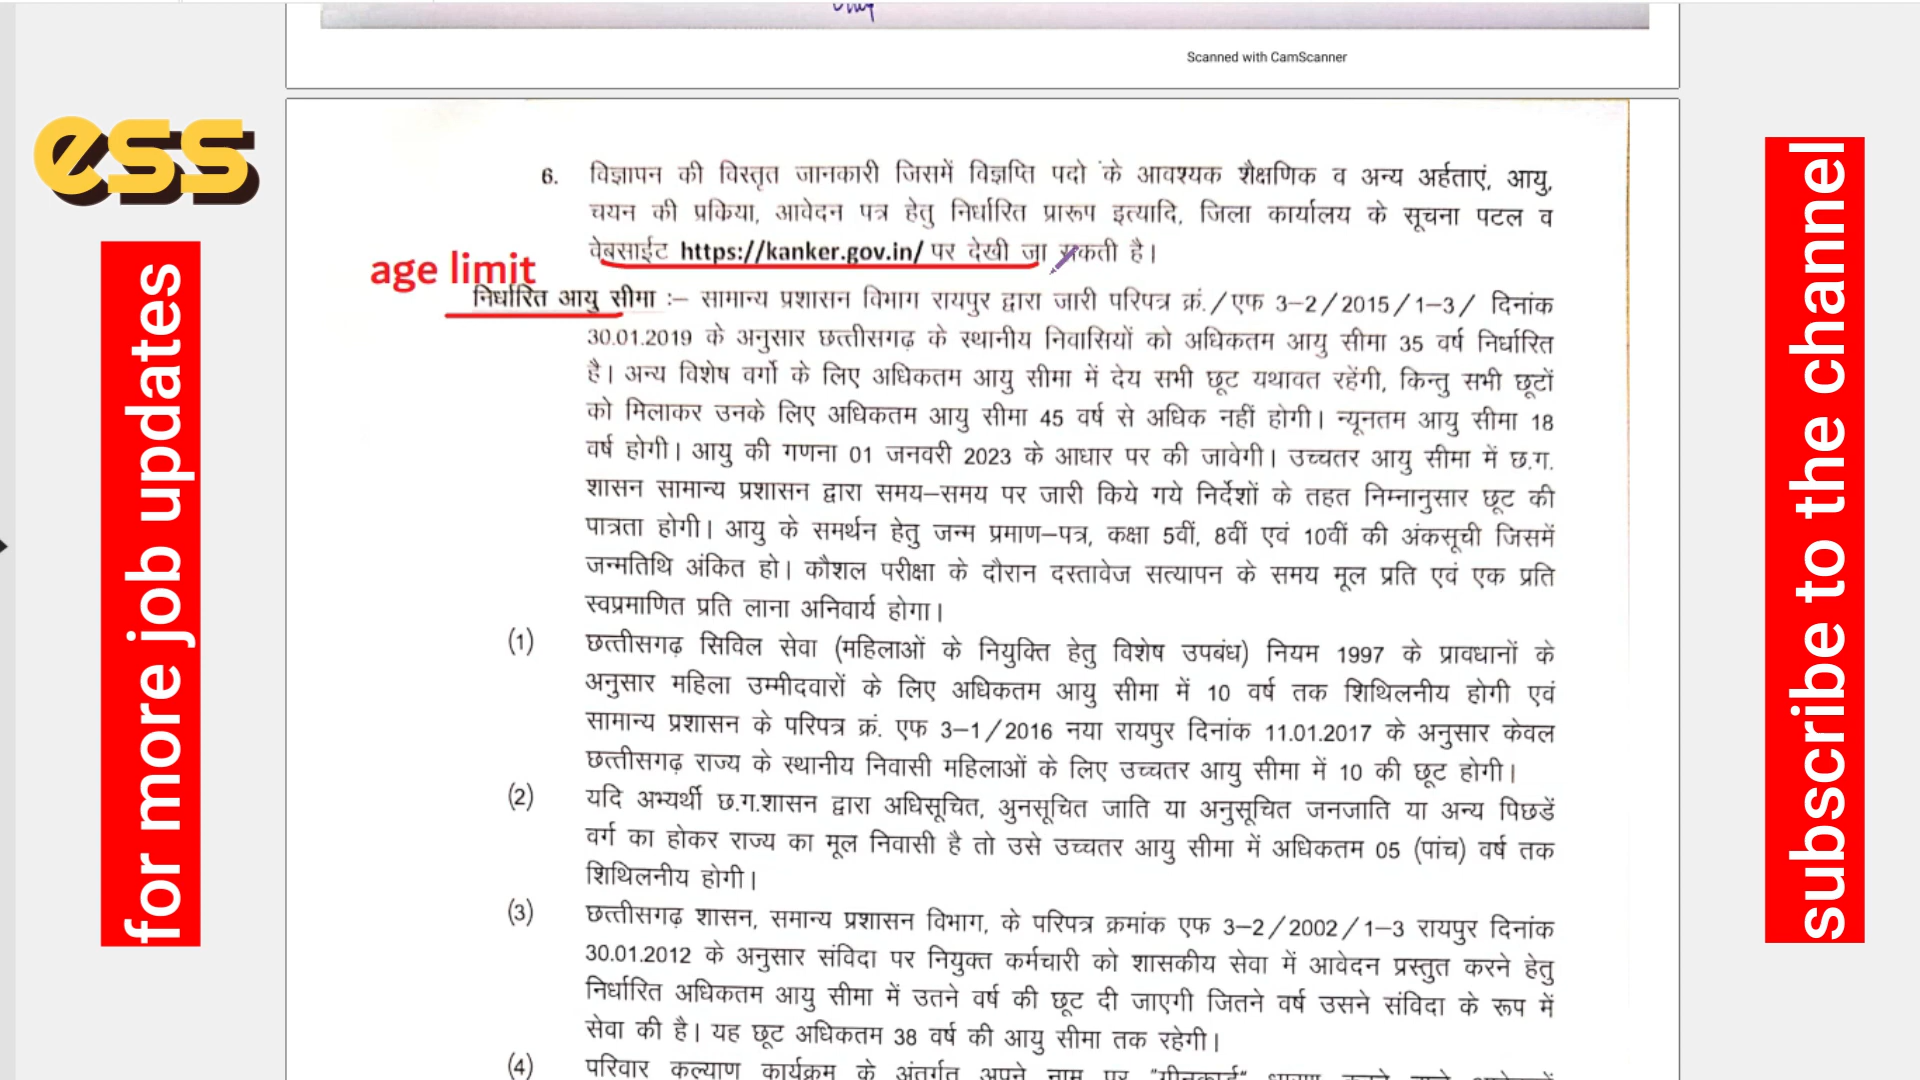 Scanned with CamScanner
ess
for more job updates
subscribe to the channel
6. विज्ञापन की विस्तृत जानकारी जिसमें विज्ञप्ति पदो के आवश्यक शैक्षणिक व अन्य अर्हताएं, आयु,
चयन की प्रकिया, आवेदन पत्र हेतु निर्धारित प्रारूप इत्यादि, जिला कार्यालय के सूचना पटल व
वेबसाईट https://kanker.gov.in/ पर देखी जा सकती है।
age limit
निर्धारित आयु सीमा :– सामान्य प्रशासन विभाग रायपुर द्वारा जारी परिपत्र क्रं./एफ 3–2/2015/1–3/ दिनांक
30.01.2019 के अनुसार छत्तीसगढ़ के स्थानीय निवासियों को अधिकतम आयु सीमा 35 वर्ष निर्धारित
है। अन्य विशेष वर्गो के लिए अधिकतम आयु सीमा में देय सभी छूट यथावत रहेंगी, किन्तु सभी छूटों
को मिलाकर उनके लिए अधिकतम आयु सीमा 45 वर्ष से अधिक नहीं होगी। न्यूनतम आयु सीमा 18
वर्ष होगी। आयु की गणना 01 जनवरी 2023 के आधार पर की जावेगी। उच्चतर आयु सीमा में छ.ग.
शासन सामान्य प्रशासन द्वारा समय–समय पर जारी किये गये निर्देशों के तहत निम्नानुसार छूट की
पात्रता होगी। आयु के समर्थन हेतु जन्म प्रमाण–पत्र, कक्षा 5वीं, 8वीं एवं 10वीं की अंकसूची जिसमें
जन्मतिथि अंकित हो। कौशल परीक्षा के दौरान दस्तावेज सत्यापन के समय मूल प्रति एवं एक प्रति
स्वप्रमाणित प्रति लाना अनिवार्य होगा।
(1) छत्तीसगढ़ सिविल सेवा (महिलाओं के नियुक्ति हेतु विशेष उपबंध) नियम 1997 के प्रावधानों के
अनुसार महिला उम्मीदवारों के लिए अधिकतम आयु सीमा में 10 वर्ष तक शिथिलनीय होगी एवं
सामान्य प्रशासन के परिपत्र क्रं. एफ 3–1/2016 नया रायपुर दिनांक 11.01.2017 के अनुसार केवल
छत्तीसगढ़ राज्य के स्थानीय निवासी महिलाओं के लिए उच्चतर आयु सीमा में 10 की छूट होगी।
(2) यदि अभ्यर्थी छ.ग.शासन द्वारा अधिसूचित, अुनसूचित जाति या अनुसूचित जनजाति या अन्य पिछडें
वर्ग का होकर राज्य का मूल निवासी है तो उसे उच्चतर आयु सीमा में अधिकतम 05 (पांच) वर्ष तक
शिथिलनीय होगी।
(3) छत्तीसगढ़ शासन, समान्य प्रशासन विभाग, के परिपत्र क्रमांक एफ 3–2/2002/1–3 रायपुर दिनांक
30.01.2012 के अनुसार संविदा पर नियुक्त कर्मचारी को शासकीय सेवा में आवेदन प्रस्तुत करने हेतु
निर्धारित अधिकतम आयु सीमा में उतने वर्ष की छूट दी जाएगी जितने वर्ष उसने संविदा के रूप में
सेवा की है। यह छूट अधिकतम 38 वर्ष की आयु सीमा तक रहेगी।
(4) परिवार कल्याण कार्यक्रम के अंतर्गत अपने नाम पर